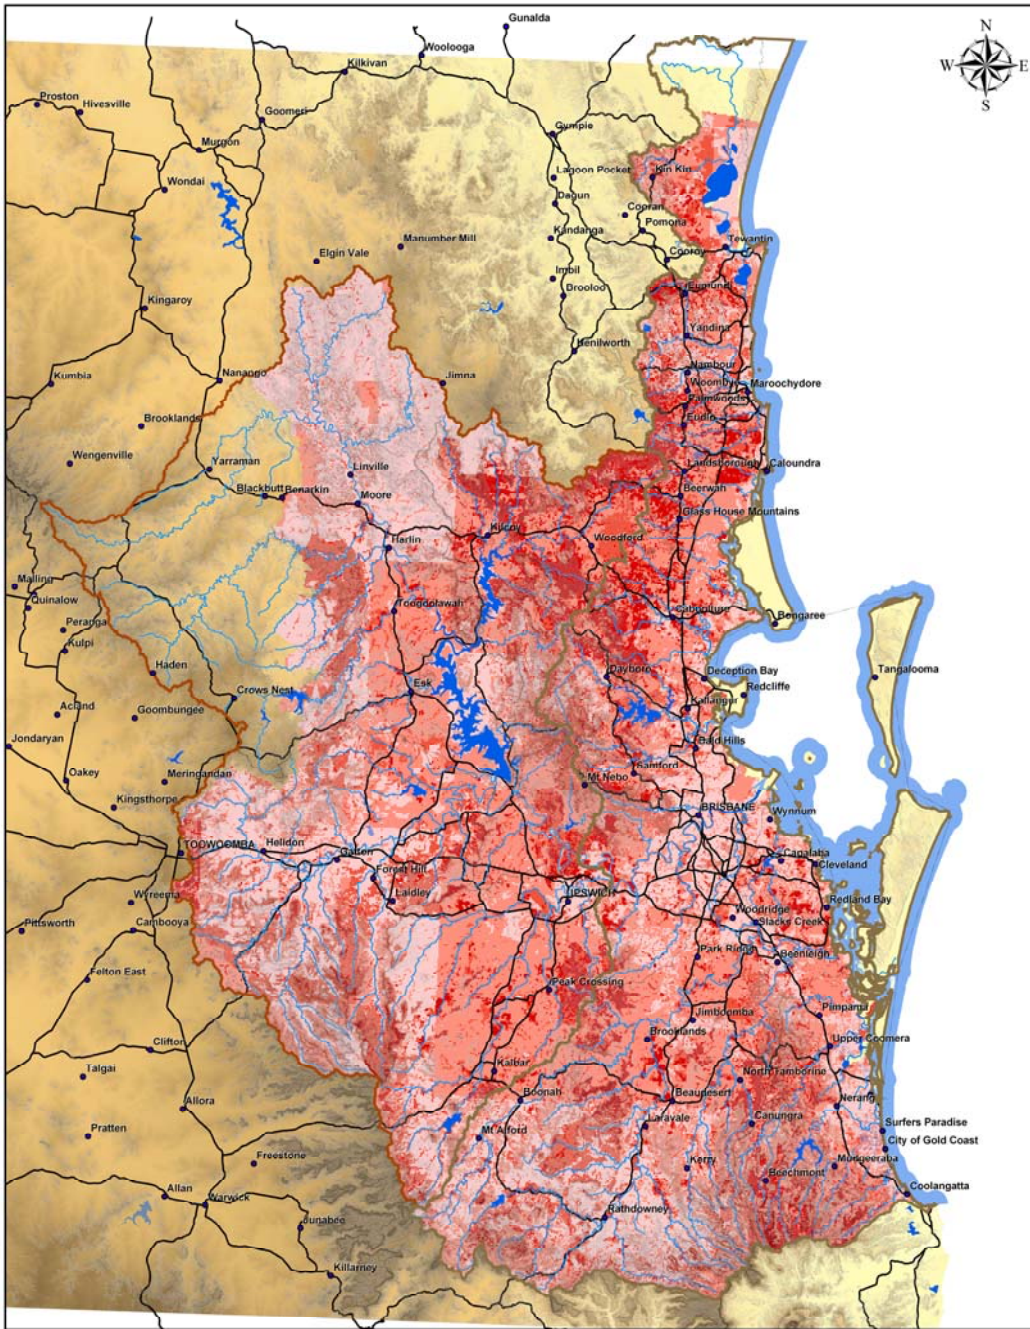 Gunalda
N
Woolooga
Kilkivan
W
E
S
Proston
Hivesville
Goomeri
Gympie
Murgon
Lagoon Pocket
Kin Kin
Wondai
Dagun
Cooran
Pomona
Kandanga
Manumber Mill
Tewantin
Cooroy
Elgin Vale
Imbil
Brooloo
Eumundi
Kingaroy
Yandina
Kenilworth
Nambour
Kumbia
Nanango
Jimna
Woombye
Maroochydore
Palmwoods
Brooklands
Eudlo
Wengenville
Yarraman
Linville
Landsborough
Caloundra
Blackbutt
Benarkin
Moore
Beerwah
Glass House Mountains
Kilcoy
Harlin
Woodford
Maling
Quinalow
Toogoolawah
Caboolture
Bongaree
Peranga
Kulpi
Haden
Dayboro
Deception Bay
Tangalooma
Esk
Redcliffe
Crows Nest
Kallangur
Acland
Goombungee
Jondaryan
Bald Hills
Samford
Oakey
Meringandan
Mt Nebo
Kingsthorpe
BRISBANE
Wynnum
TOOWOOMBA
Helidon
Gatton
Capalaba
Cleveland
Forest Hill
Laidley
IPSWICH
Wyreema
Redland Bay
Woodridge
Slacks Creek
Pittsworth
Cambooya
Park Ridge
Beenleigh
Felton East
Peak Crossing
Pimpama
Jimboomba
Brooklands
Clifton
Upper Coomera
Talgai
Kalbar
North Tamborine
Boonah
Beaudesert
Nerang
Allora
Laravale
Canungra
Surfers Paradise
Pratten
Mt Alford
City of Gold Coast
Freestone
Kerry
Mudgeeraba
Beechmont
Allan
Warwick
Coolangatta
Rathdowney
Junabee
Killarney